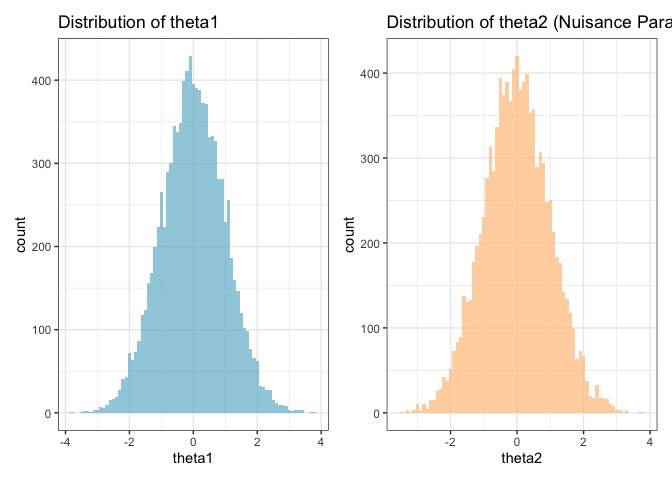 Distribution of theta1
count
400
300
200
100
0
-4 -2 0 2 4
theta1
Distribution of theta2 (Nuisance Para
count
400
300
200
100
0
-2 0 2 4
theta2